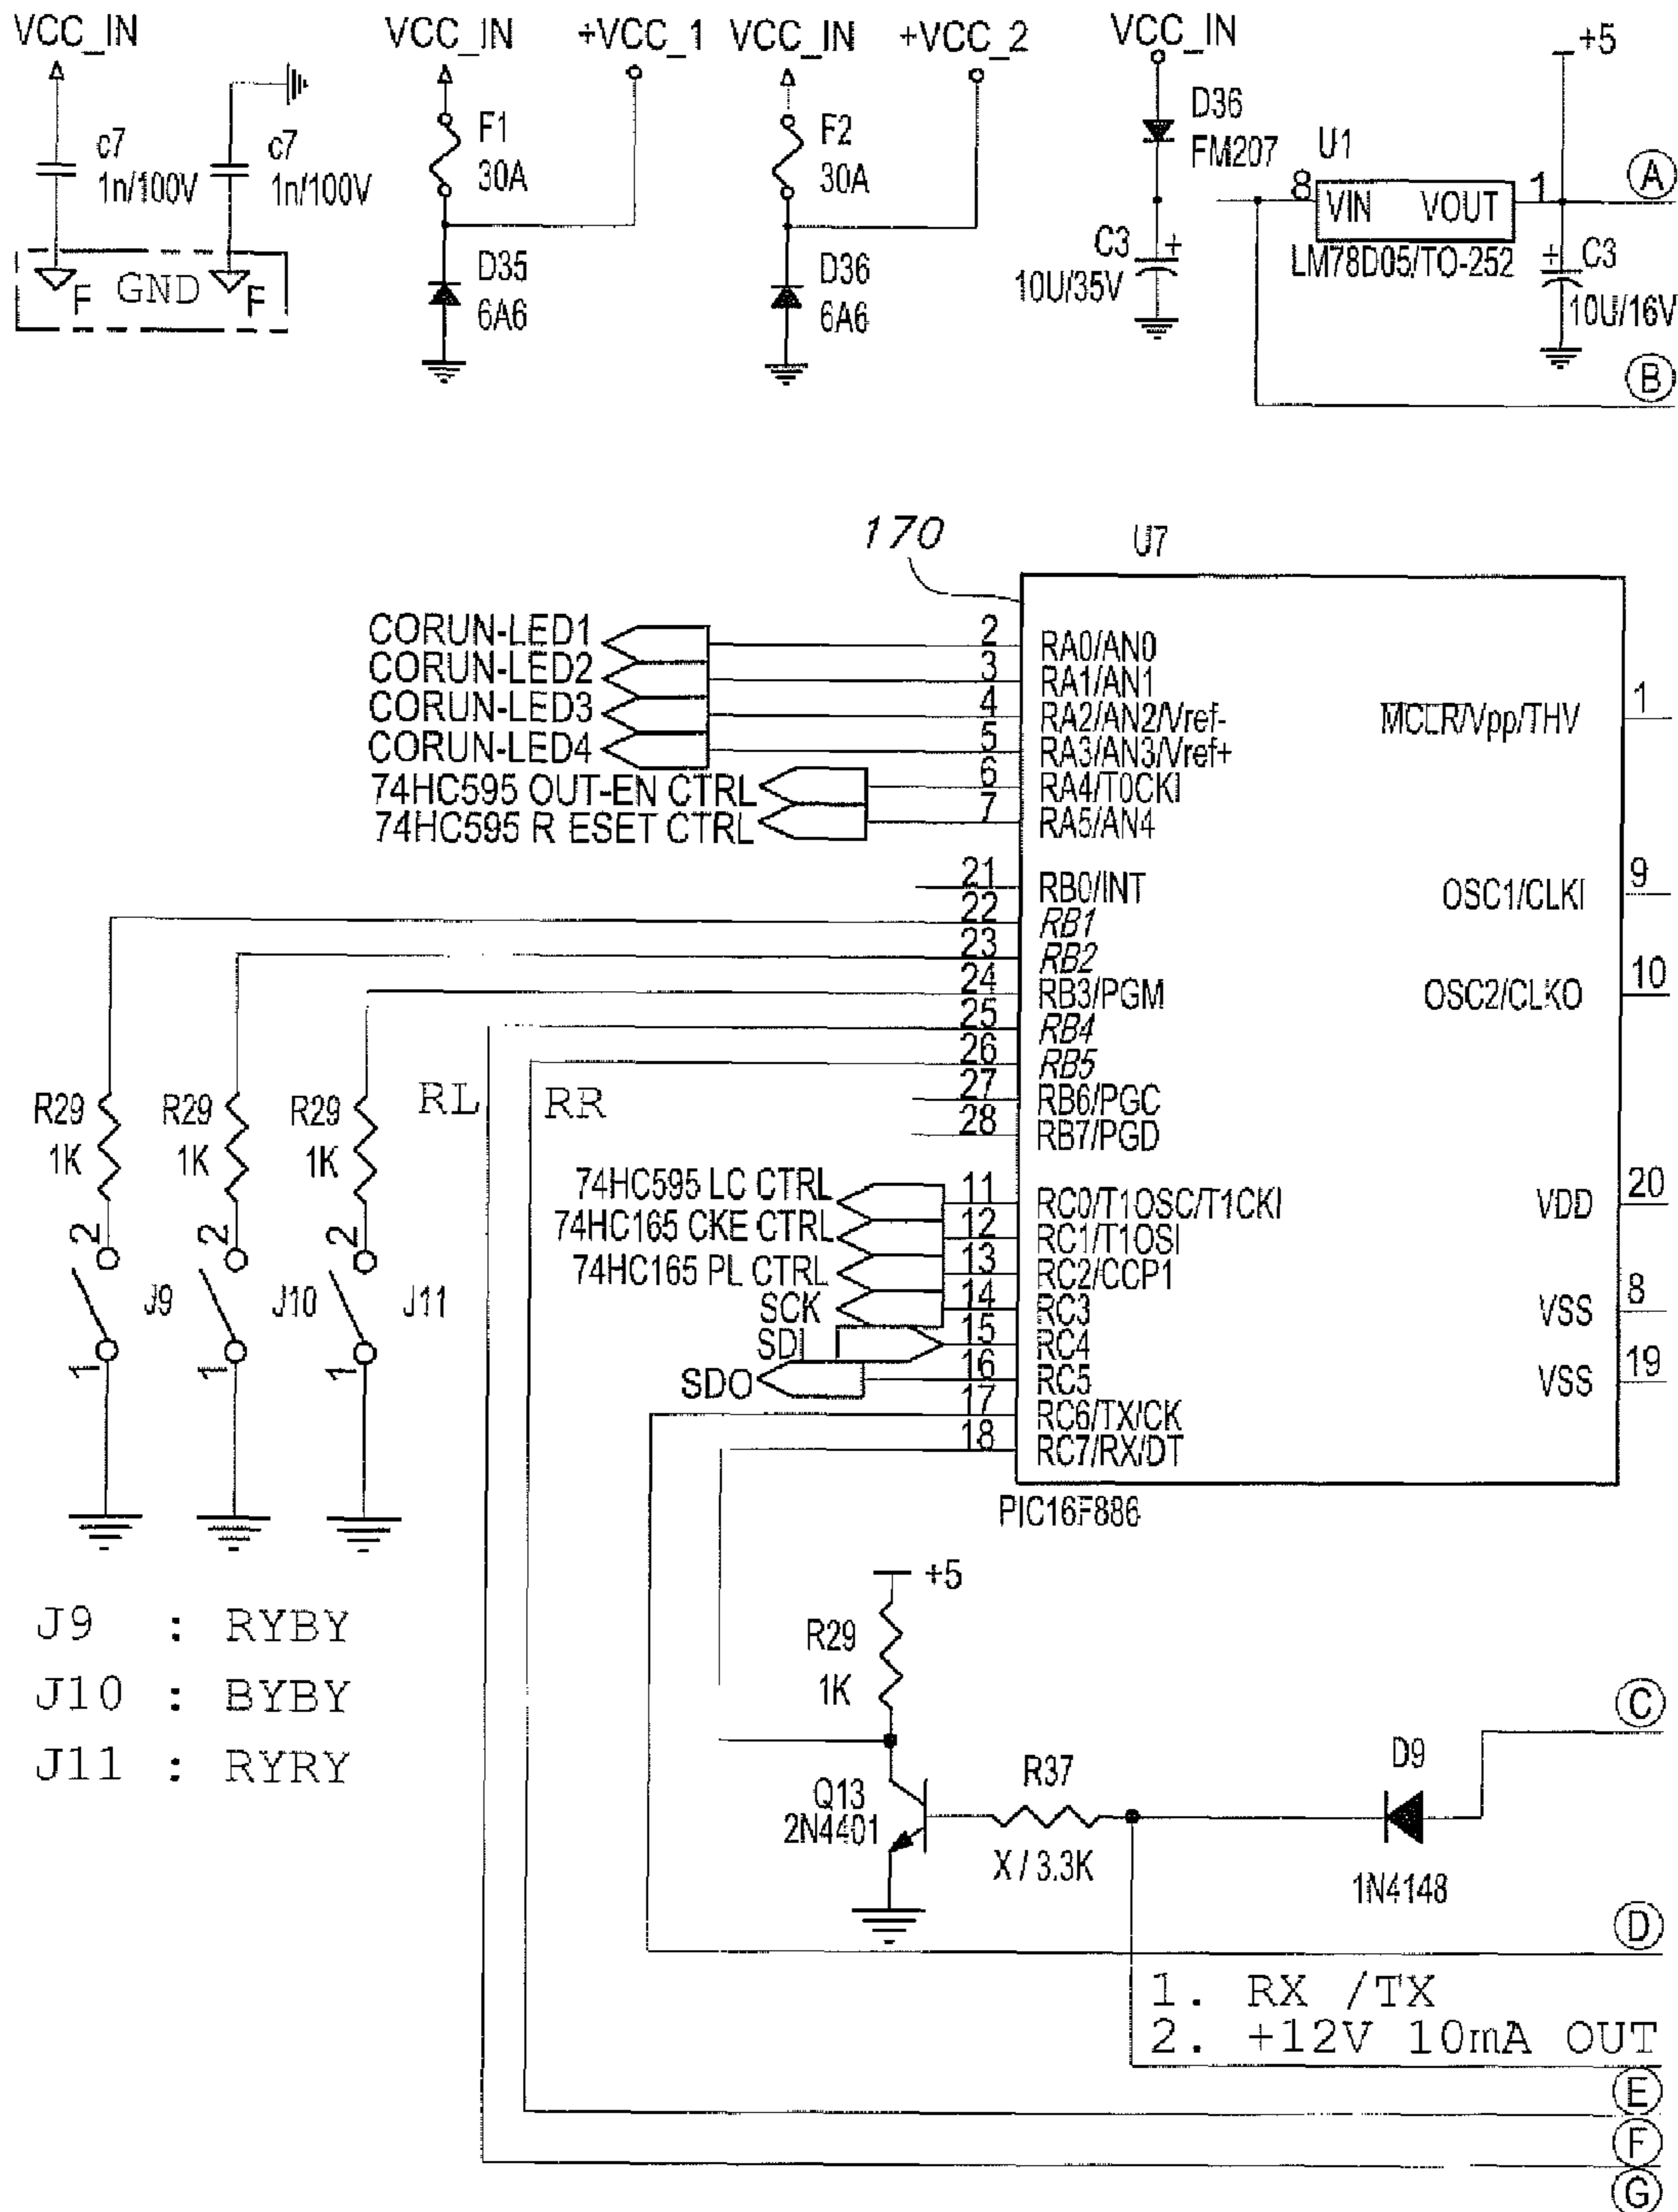 VCC_IN
VCC_IN
+VCC_1
VCC_IN
+VCC_2
VCC_IN
+5
c7
1n/100V
c7
1n/100V
F1
30A
F2
30A
D36
FM207
U1
8
VIN
VOUT
1
A
LM78D05/TO-252
F
GND
F
D35
6A6
D36
6A6
C3
+
10U/35V
+
C3
10U/16V
B
170
U7
CORUN-LED1
2
RA0/AN0
CORUN-LED2
3
RA1/AN1
CORUN-LED3
4
RA2/AN2/Vref-
CORUN-LED4
5
RA3/AN3/Vref+
74HC595 OUT-EN CTRL
6
RA4/T0CKI
74HC595 R ESET CTRL
7
RA5/AN4
MCLR/Vpp/THV
1
21
RB0/INT
22
RB1
23
RB2
24
RB3/PGM
25
RB4
26
RB5
27
RB6/PGC
28
RB7/PGD
OSC1/CLKI
9
OSC2/CLKO
10
RL
RR
R29
1K
R29
1K
R29
1K
74HC595 LC CTRL
11
RC0/T1OSC/T1CKI
74HC165 CKE CTRL
12
RC1/T1OSI
74HC165 PL CTRL
13
RC2/CCP1
SCK
14
RC3
SDI
15
RC4
SDO
16
RC5
17
RC6/TX/CK
18
RC7/RX/DT
VDD
20
VSS
8
VSS
19
2
2
2
J9
J10
J11
1
1
1
PIC16F886
J9 : RYBY
J10 : BYBY
J11 : RYRY
+5
R29
1K
Q13
2N4401
R37
X / 3.3K
D9
1N4148
C
D
1. RX /TX
2. +12V 10mA OUT
E
F
G